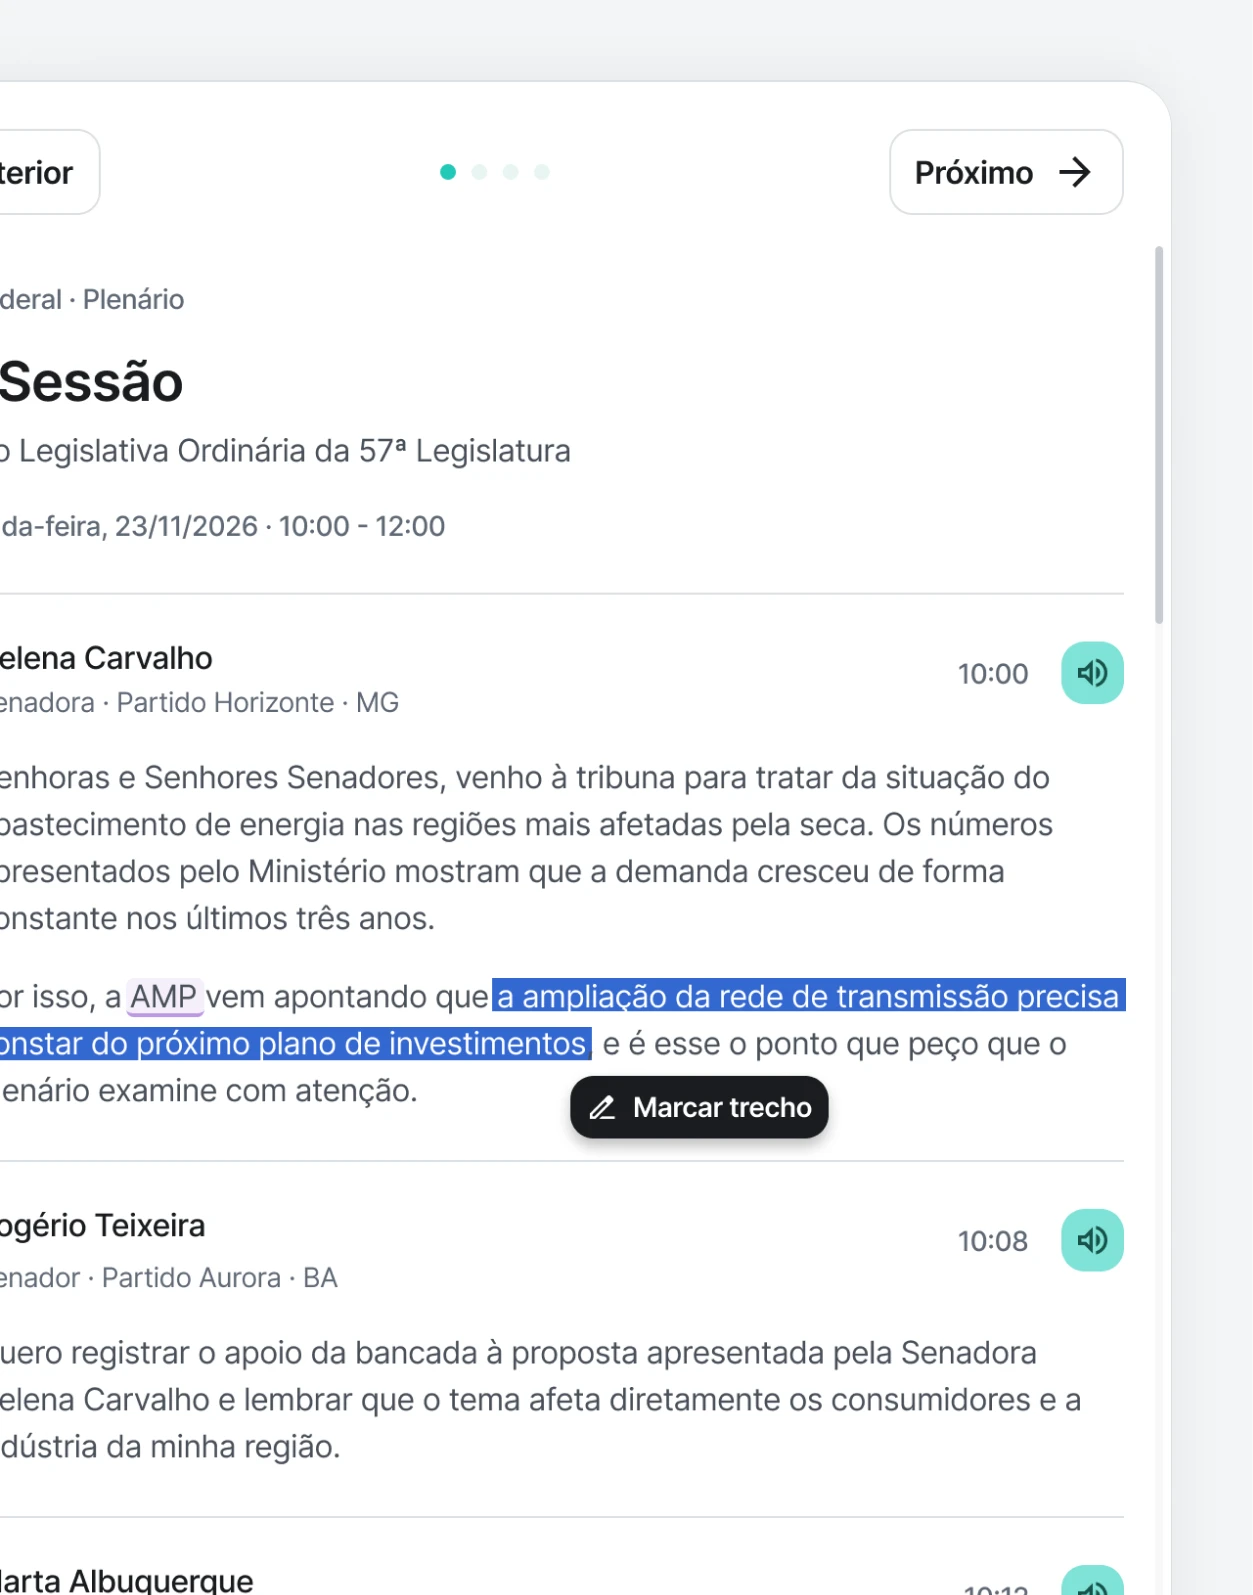 terior
Próximo
deral · Plenário
Sessão
o Legislativa Ordinária da 57ª Legislatura
da-feira, 23/11/2026 · 10:00 - 12:00
elena Carvalho
10:00
enadora · Partido Horizonte · MG
enhoras e Senhores Senadores, venho à tribuna para tratar da situação do
bastecimento de energia nas regiões mais afetadas pela seca. Os números
presentados pelo Ministério mostram que a demanda cresceu de forma
onstante nos últimos três anos.
or isso, a AMP vem apontando que a ampliação da rede de transmissão precisa
onstar do próximo plano de investimentos, e é esse o ponto que peço que o
lenário examine com atenção.
Marcar trecho
ogério Teixeira
10:08
enador · Partido Aurora · BA
uero registrar o apoio da bancada à proposta apresentada pela Senadora
elena Carvalho e lembrar que o tema afeta diretamente os consumidores e a
dústria da minha região.
arta Albuquerque
10:12